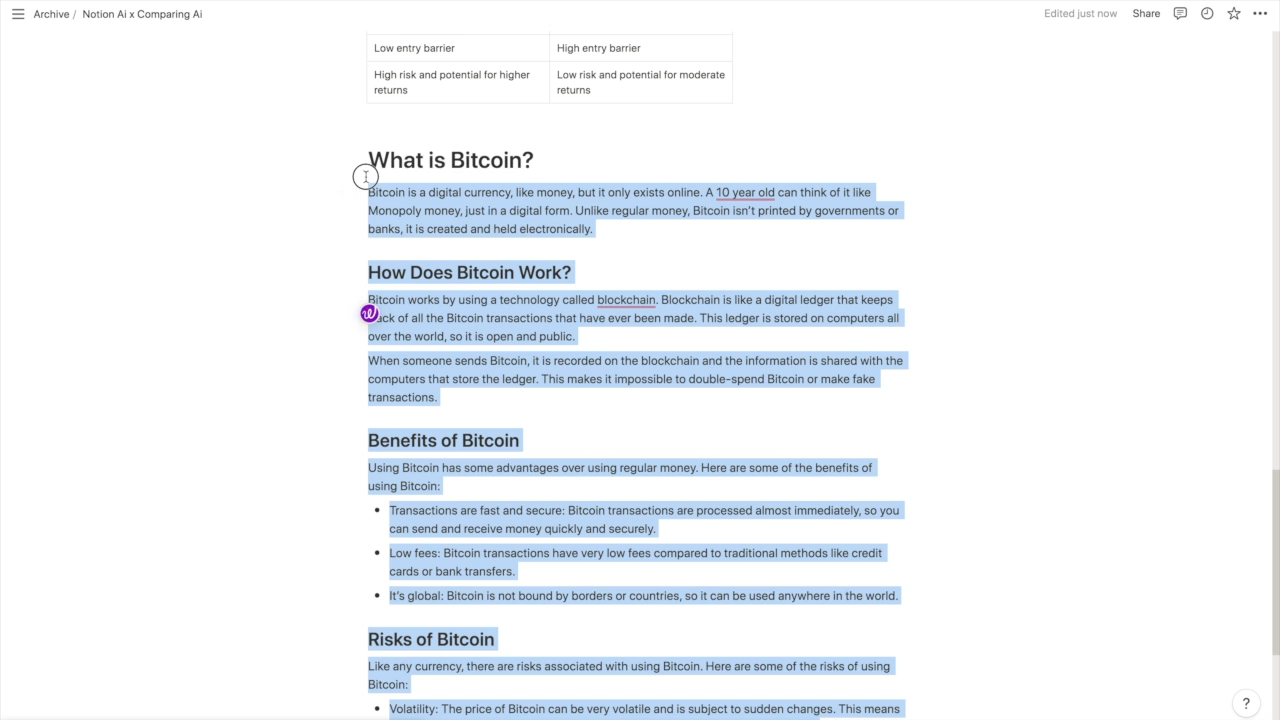 Archive / Notion Ai x Comparing Ai
Edited just now Share
Low entry barrier High entry barrier
High risk and potential for higher Low risk and potential for moderate
returns returns
What is Bitcoin?
Bitcoin is a digital currency, like money, but it only exists online. A 10 year old can think of it like
Monopoly money, just in a digital form. Unlike regular money, Bitcoin isn't printed by governments or
banks, it is created and held electronically.
How Does Bitcoin Work?
Bitcoin works by using a technology called blockchain. Blockchain is like a digital ledger that keeps
of all the Bitcoin transactions that have ever been made. This ledger is stored on computers all
over the world, so it is open and public.
When someone sends Bitcoin, it is recorded on the blockchain and the information is shared with the
computers that store the ledger. This makes it impossible to double-spend Bitcoin or make fake
transactions.
Benefits of Bitcoin
Using Bitcoin has some advantages over using regular money. Here are some of the benefits of
using Bitcoin:
• Transactions are fast and secure: Bitcoin transactions are processed almost immediately, so you
can send and receive money quickly and securely.
• Low fees: Bitcoin transactions have very low fees compared to traditional methods like credit
cards or bank transfers.
• It's global: Bitcoin is not bound by borders or countries, so it can be used anywhere in the world.
Risks of Bitcoin
Like any currency, there are risks associated with using Bitcoin. Here are some of the risks of using
Bitcoin:
• Volatility: The price of Bitcoin can be very volatile and is subject to sudden changes. This means
?